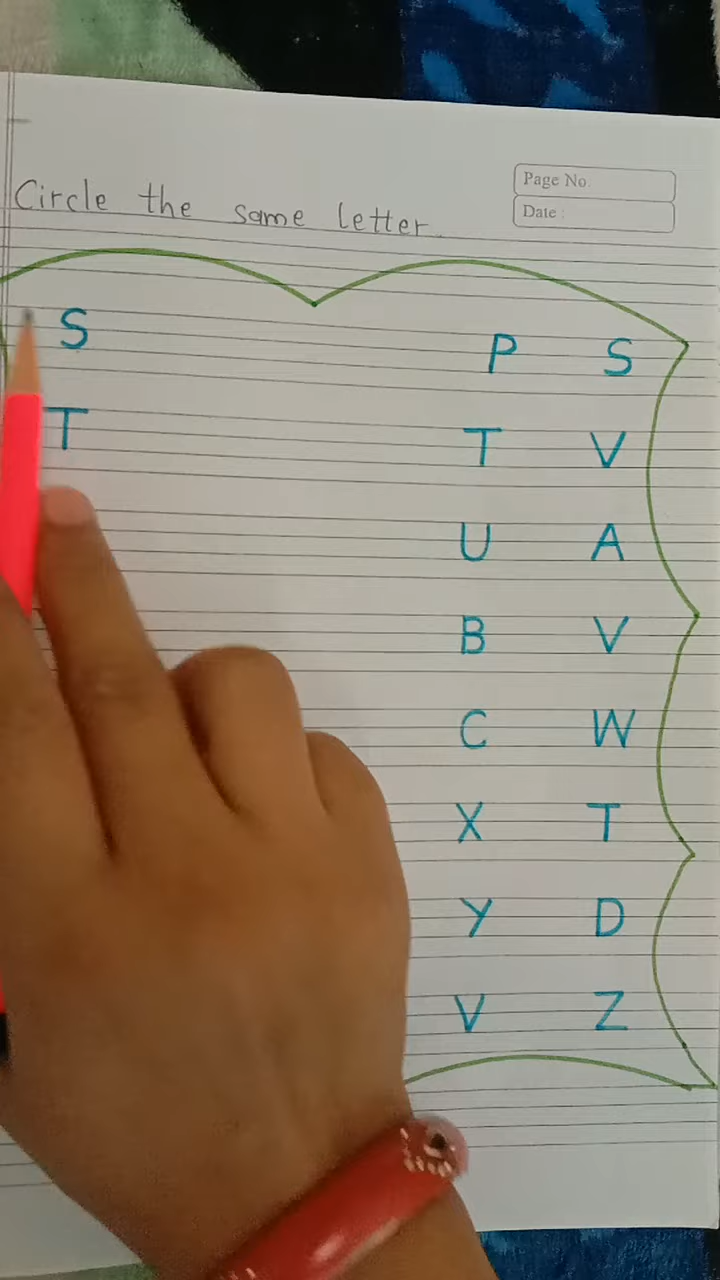 Page No.
Date :
Circle the same letter
S P S
T T V
U A
B V
C W
X T
Y D
V Z